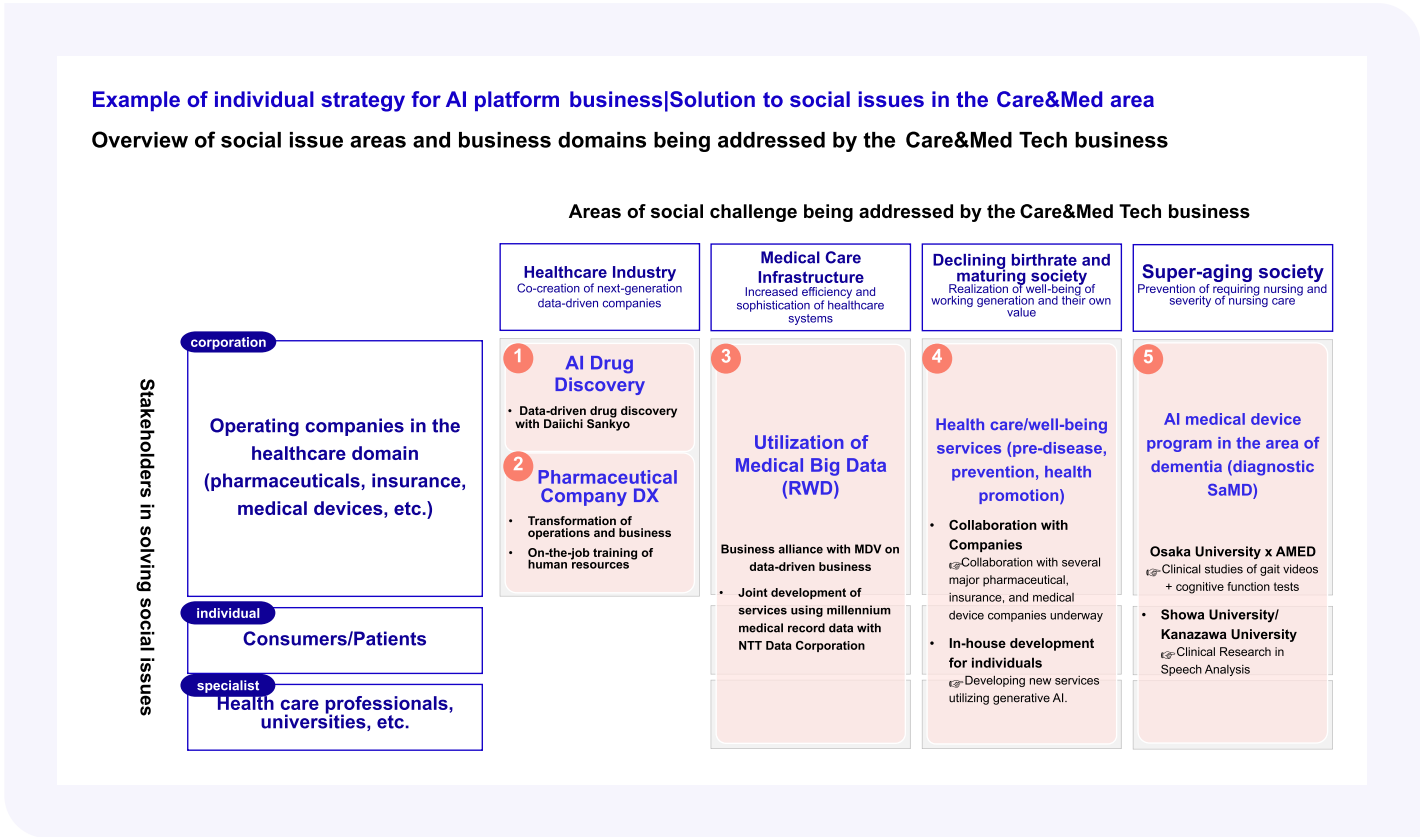 Example of individual strategy for AI platform business|Solution to social issues in the Care&Med area
Overview of social issue areas and business domains being addressed by the Care&Med Tech business
Areas of social challenge being addressed by the Care&Med Tech business
Healthcare Industry
Co-creation of next-generation
data-driven companies
Medical Care
Infrastructure
Increased efficiency and
sophistication of healthcare
systems
Declining birthrate and
maturing society
Realization of well-being of
working generation and their own
value
Super-aging society
Prevention of requiring nursing and
severity of nursing care
Stakeholders in solving social issues
corporation
Operating companies in the
healthcare domain
(pharmaceuticals, insurance,
medical devices, etc.)
individual
Consumers/Patients
specialist
Health care professionals,
universities, etc.
1
AI Drug
Discovery
• Data-driven drug discovery
with Daiichi Sankyo
2
Pharmaceutical
Company DX
• Transformation of
operations and business
• On-the-job training of
human resources
3
Utilization of
Medical Big Data
(RWD)
Business alliance with MDV on
data-driven business
• Joint development of
services using millennium
medical record data with
NTT Data Corporation
4
Health care/well-being
services (pre-disease,
prevention, health
promotion)
• Collaboration with
Companies
☞Collaboration with several
major pharmaceutical,
insurance, and medical
device companies underway
• In-house development
for individuals
☞Developing new services
utilizing generative AI.
5
AI medical device
program in the area of
dementia (diagnostic
SaMD)
Osaka University x AMED
☞Clinical studies of gait videos
+ cognitive function tests
• Showa University/
Kanazawa University
☞Clinical Research in
Speech Analysis